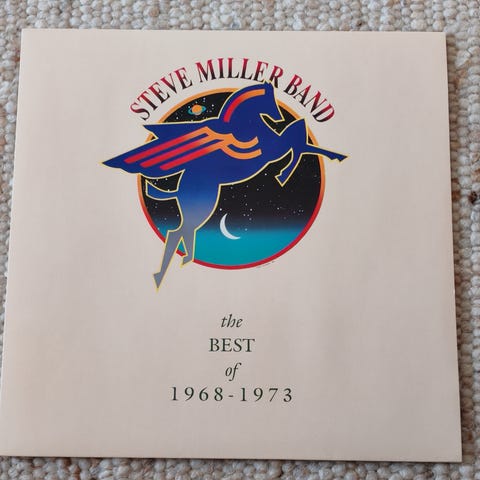 STEVE MILLER BAND
the
BEST
of
1968-1973